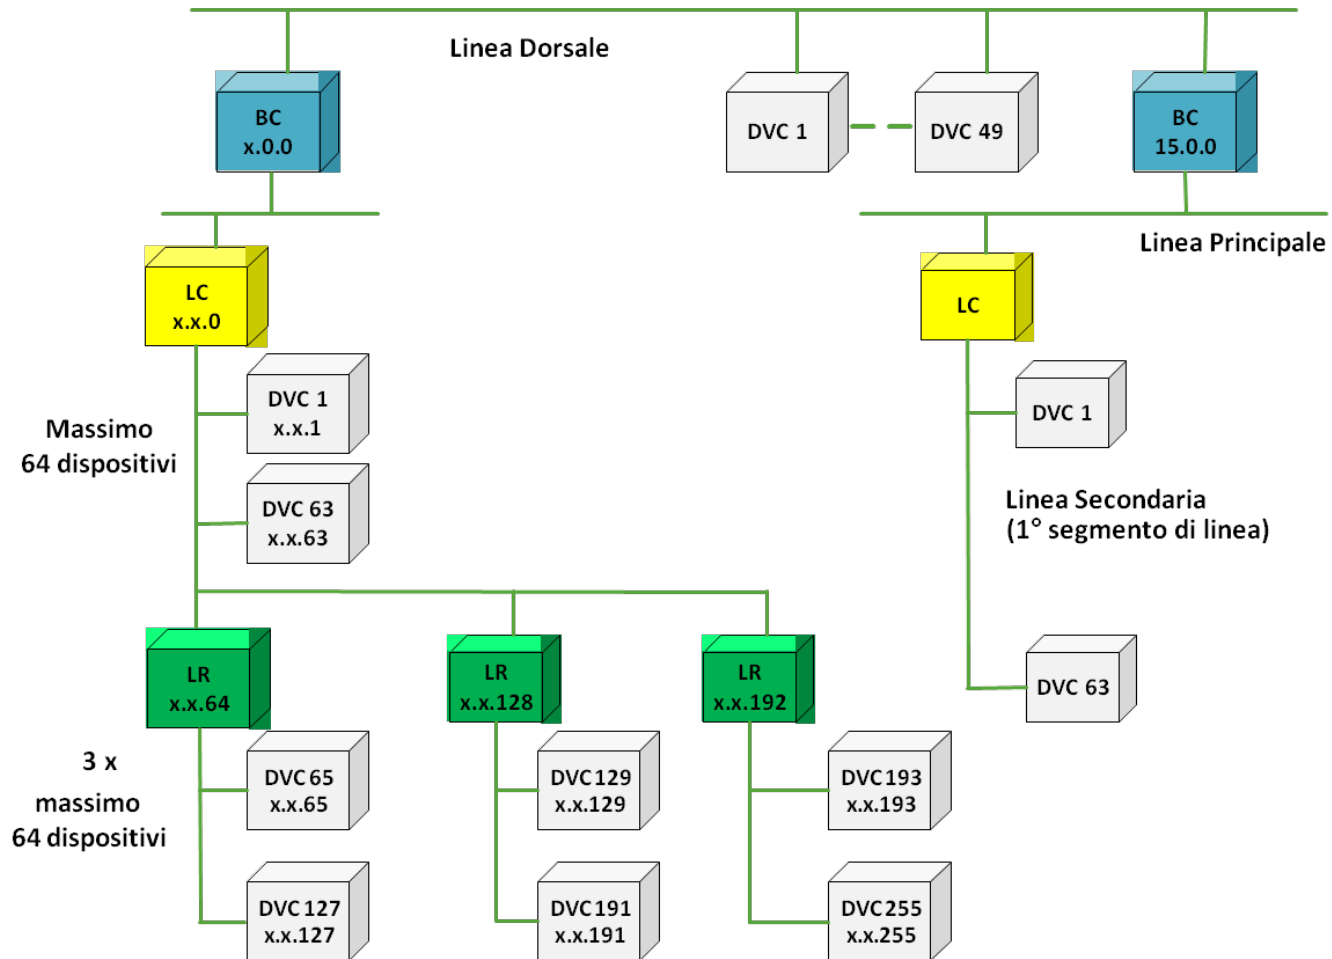 Linea Dorsale
BC
x.0.0
DVC 1
DVC 49
BC
15.0.0
Linea Principale
LC
x.x.0
LC
DVC 1
x.x.1
DVC 1
Massimo
64 dispositivi
DVC 63
x.x.63
Linea Secondaria
(1° segmento di linea)
LR
x.x.64
LR
x.x.128
LR
x.x.192
DVC 63
3 x
massimo
64 dispositivi
DVC 65
x.x.65
DVC 129
x.x.129
DVC 193
x.x.193
DVC 127
x.x.127
DVC 191
x.x.191
DVC 255
x.x.255